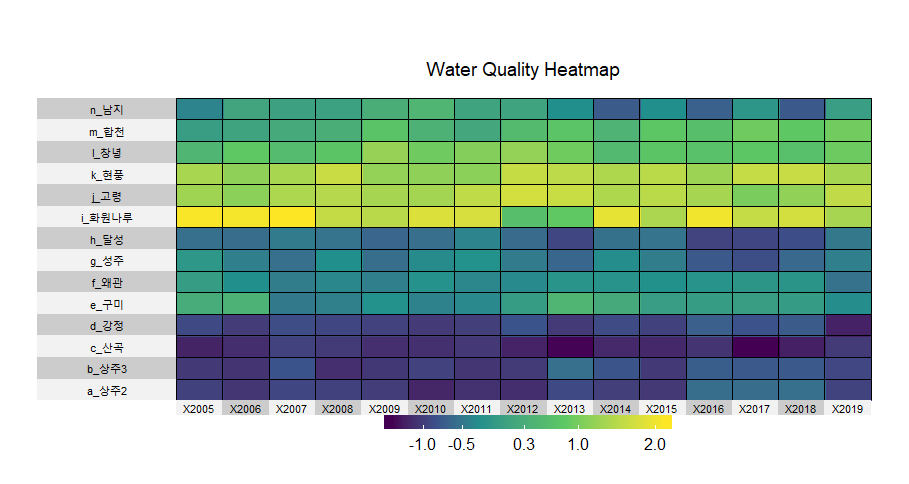 Water Quality Heatmap
n_남지
m_합천
l_창녕
k_현풍
j_고령
i_화원나루
h_달성
g_성주
f_왜관
e_구미
d_강정
c_산곡
b_상주3
a_상주2
X2005 X2006 X2007 X2008 X2009 X2010 X2011 X2012 X2013 X2014 X2015 X2016 X2017 X2018 X2019
-1.0 -0.5 0.3 1.0 2.0